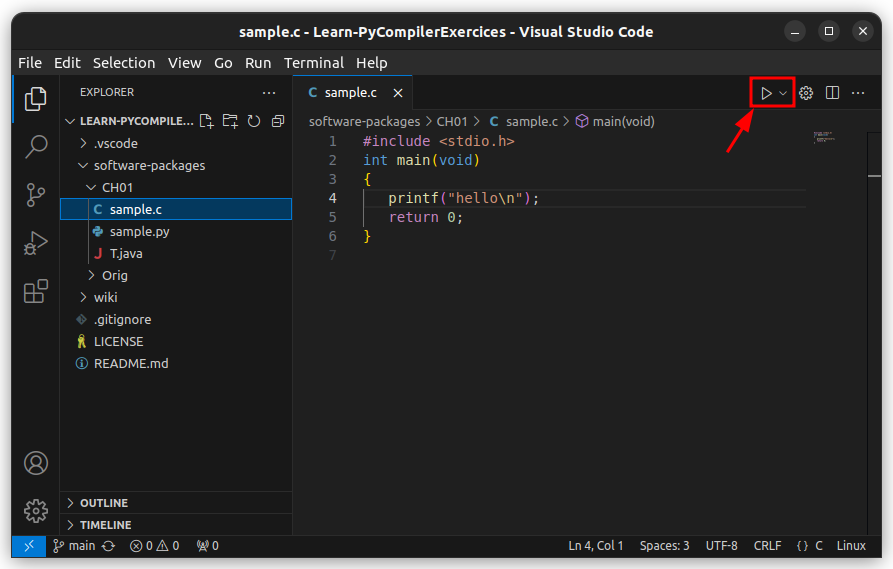 sample.c - Learn-PyCompilerExercices - Visual Studio Code
File Edit Selection View Go Run Terminal Help
EXPLORER
LEARN-PYCOMPILE...
.vscode
software-packages
CH01
sample.c
sample.py
J T.java
Orig
wiki
.gitignore
LICENSE
README.md
OUTLINE
TIMELINE
C sample.c
software-packages > CH01 > C sample.c > main(void)
1 #include <stdio.h>
2 int main(void)
3 {
4 printf("hello\n");
5 return 0;
6 }
7
main 0 0 0 Ln 4, Col 1 Spaces: 3 UTF-8 CRLF {} C Linux